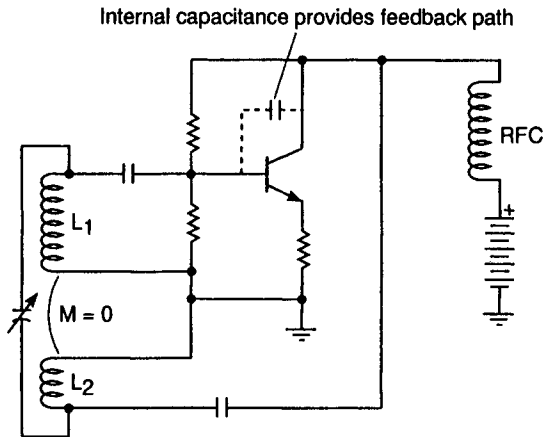 Internal capacitance provides feedback path
RFC
L1
+
M = 0
L2